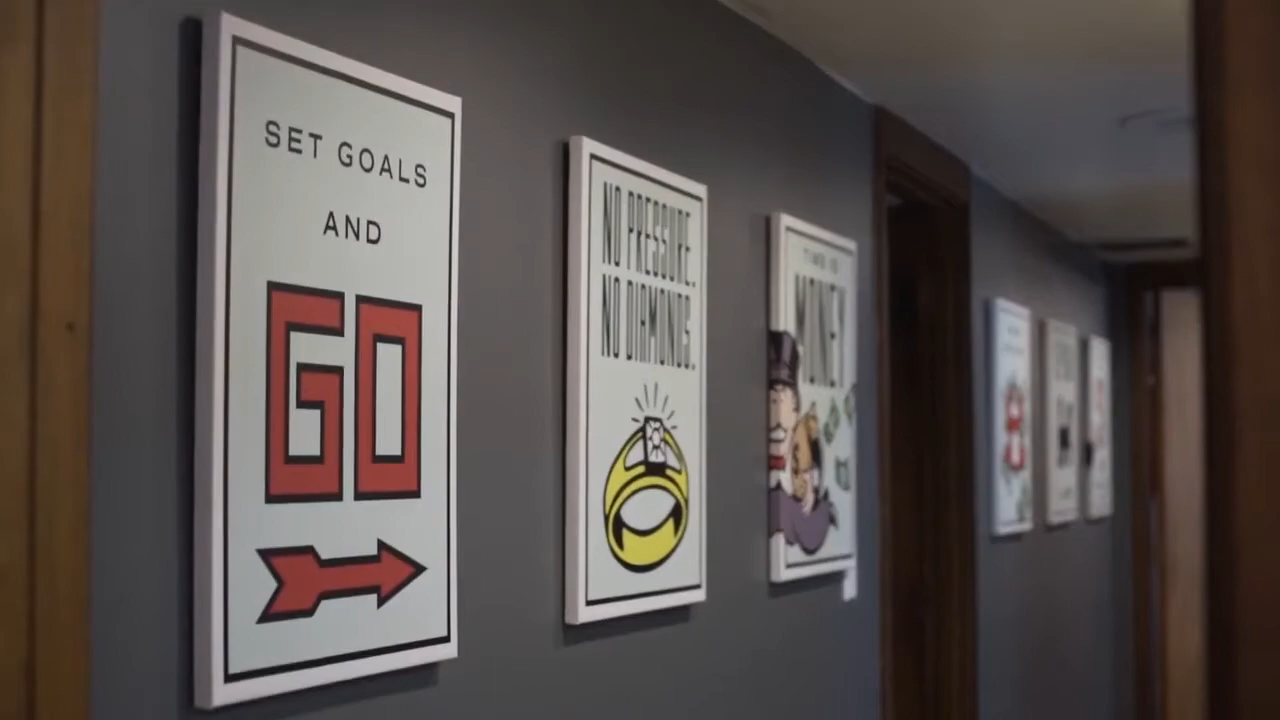 SET GOALS
AND
GO
NO PRESSURE.
NO DIAMONDS.
TIME IS
MONEY